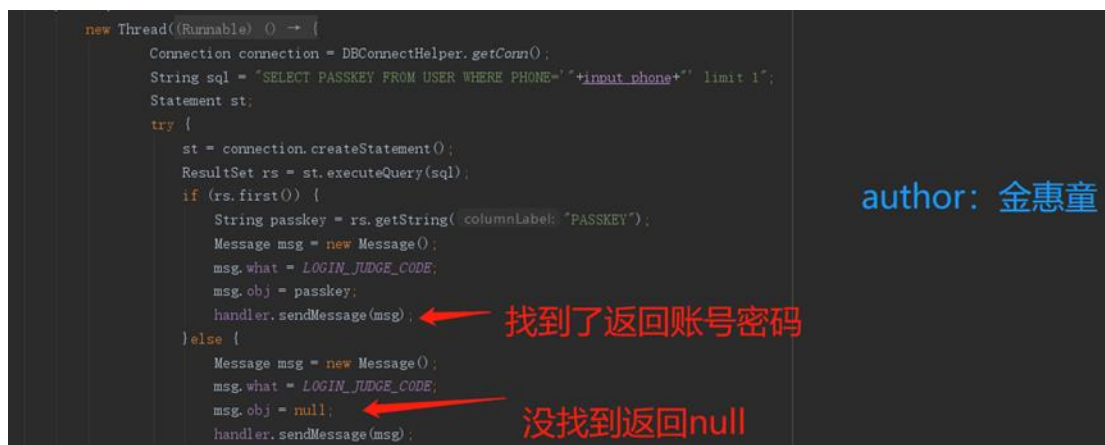 new Thread((Runnable) () → {
Connection connection = DBConnectHelper.getConn();
String sql = "SELECT PASSKEY FROM USER WHERE PHONE='"+input_phone+"' limit 1";
Statement st;
try {
st = connection.createStatement();
ResultSet rs = st.executeQuery(sql);
if (rs.first()) {
author：金惠童
String passkey = rs.getString( columnLabel: "PASSKEY");
Message msg = new Message();
msg.what = LOGIN_JUDGE_CODE;
msg.obj = passkey;
handler.sendMessage(msg);
找到了返回账号密码
}else {
Message msg = new Message();
msg.what = LOGIN_JUDGE_CODE;
msg.obj = null;
没找到返回null
handler.sendMessage(msg);